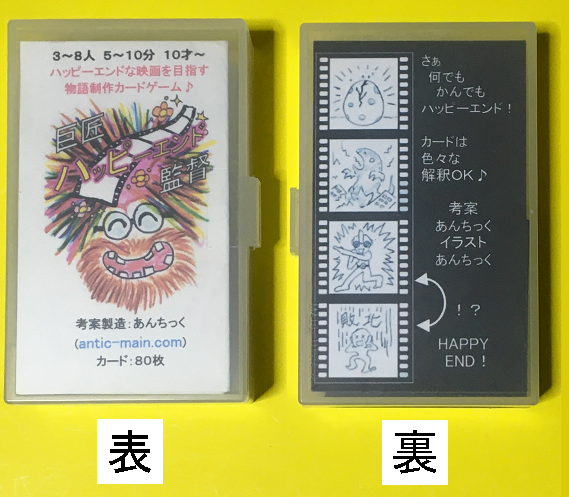 3～8人 5～10分 10才～
ハッピーエンドな映画を目指す
物語制作カードゲーム♪
巨匠
ハッピーエンド
監督
考案製造：あんちっく
(antic-main.com)
カード：80枚
さぁ
何でも
かんでも
ハッピーエンド！
カードは
色々な
解釈OK♪
考案
あんちっく
イラスト
あんちっく
！？
敗北
HAPPY
END！
表
裏